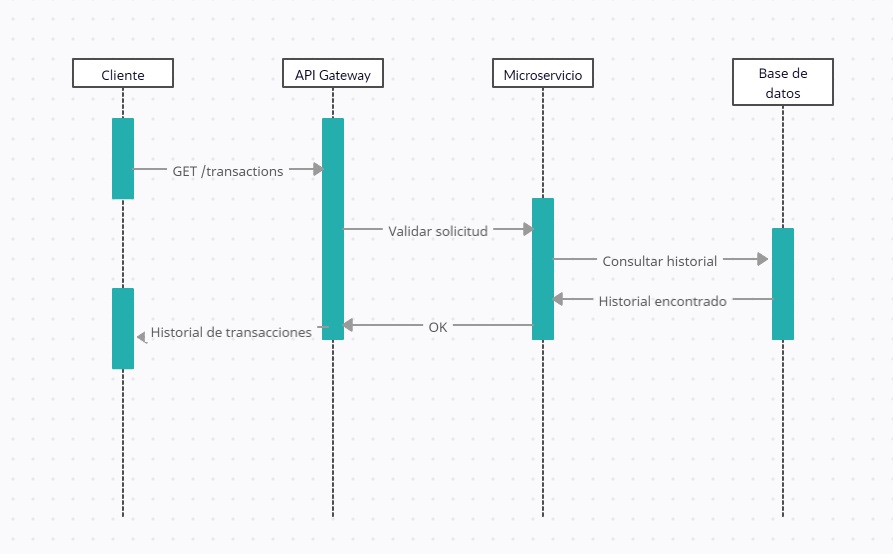 Cliente
API Gateway
Microservicio
Base de
datos
GET /transactions
Validar solicitud
Consultar historial
Historial encontrado
OK
Historial de transacciones